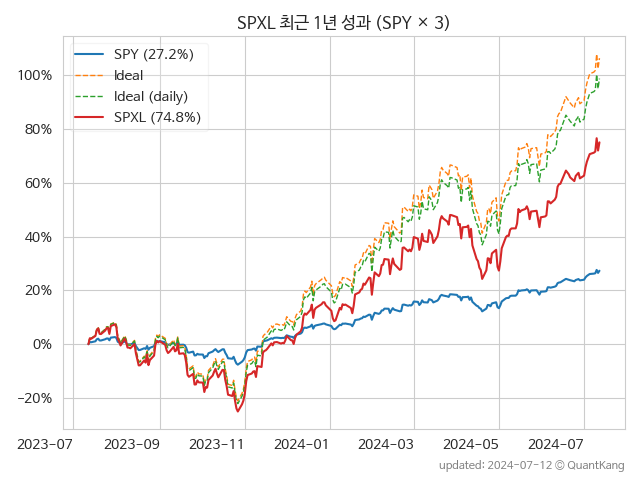 SPXL 최근 1년 성과 (SPY × 3)
SPY (27.2%)
Ideal
Ideal (daily)
SPXL (74.8%)
100%
80%
60%
40%
20%
0%
−20%
2023-07
2023-09
2023-11
2024-01
2024-03
2024-05
2024-07
updated: 2024-07-12 © QuantKang